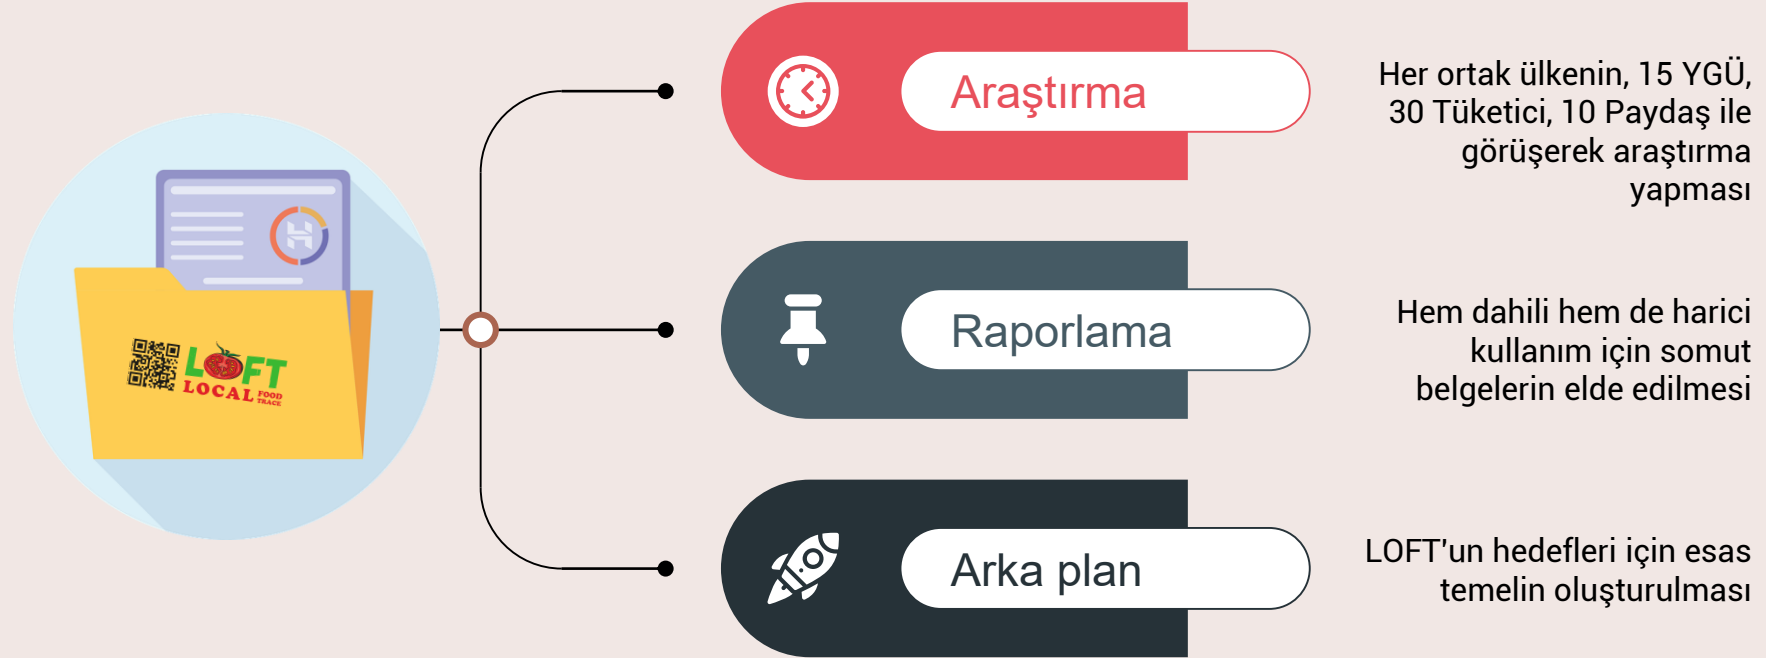 Araştırma
Her ortak ülkenin, 15 YGÜ,
30 Tüketici, 10 Paydaş ile
görüşerek araştırma
yapması
LOFT
LOCAL FOOD
TRACE
Raporlama
Hem dahili hem de harici
kullanım için somut
belgelerin elde edilmesi
Arka plan
LOFT'un hedefleri için esas
temelin oluşturulması